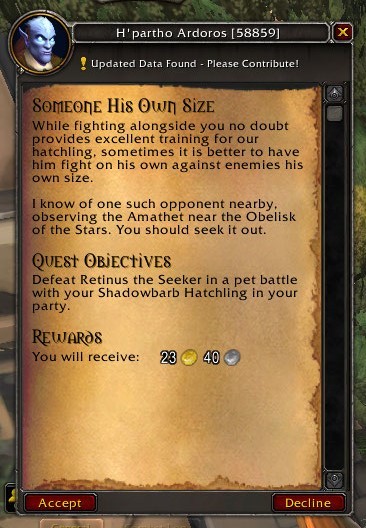 H'partho Ardoros [58859]
! Updated Data Found - Please Contribute!
Someone His Own Size
While fighting alongside you no doubt
provides excellent training for our
hatchling, sometimes it is better to have
him fight on his own against enemies his
own size.
I know of one such opponent nearby,
observing the Amathet near the Obelisk
of the Stars. You should seek it out.
Quest Objectives
Defeat Retinus the Seeker in a pet battle
with your Shadowbarb Hatchling in your
party.
Rewards
You will receive: 23 40
Accept Decline